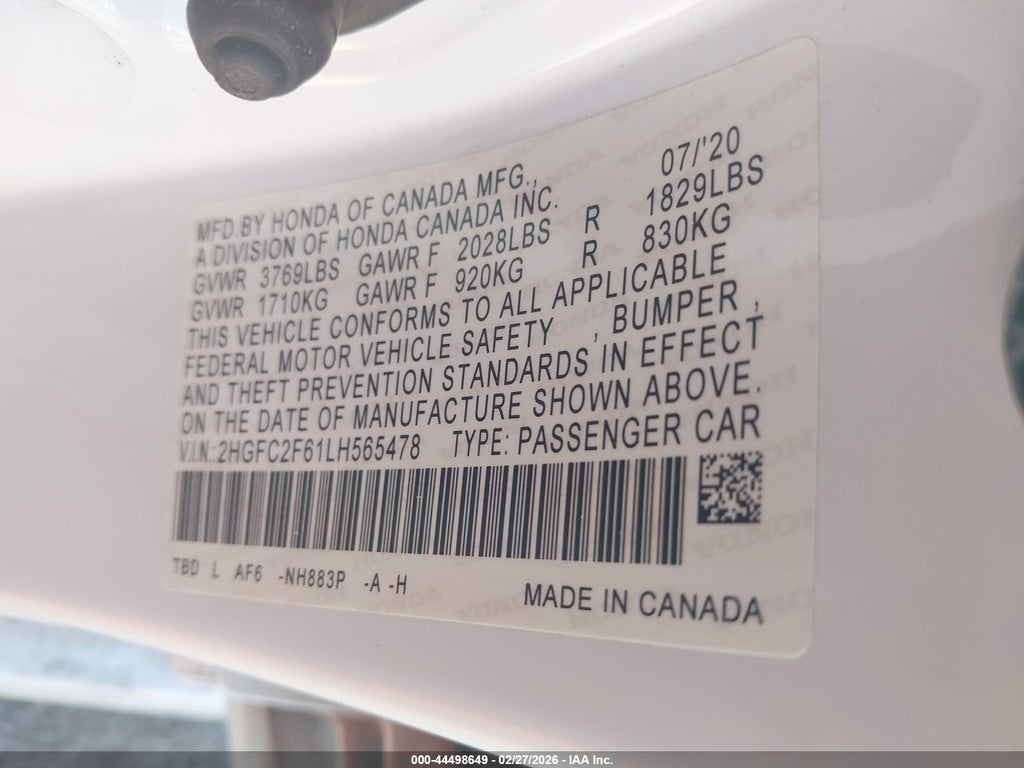 MFD.BY HONDA OF CANADA MFG., 07/'20
A DIVISION OF HONDA CANADA INC.
GVWR 3769LBS GAWR F 2028LBS R 1829LBS
GVWR 1710KG GAWR F 920KG R 830KG
THIS VEHICLE CONFORMS TO ALL APPLICABLE
FEDERAL MOTOR VEHICLE SAFETY , BUMPER ,
AND THEFT PREVENTION STANDARDS IN EFFECT
ON THE DATE OF MANUFACTURE SHOWN ABOVE.
V.I.N.:2HGFC2F61LH565478 TYPE: PASSENGER CAR
TBD L AF6 -NH883P -A -H
MADE IN CANADA
000-44498649 - 02/27/2026 - IAA Inc.